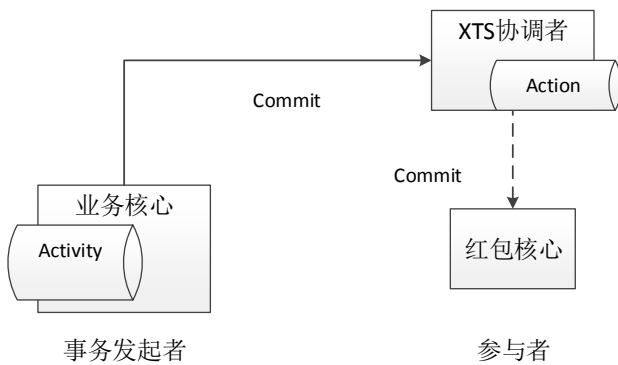 XTS协调者
Action
Commit
Commit
业务核心
Activity
红包核心
事务发起者
参与者